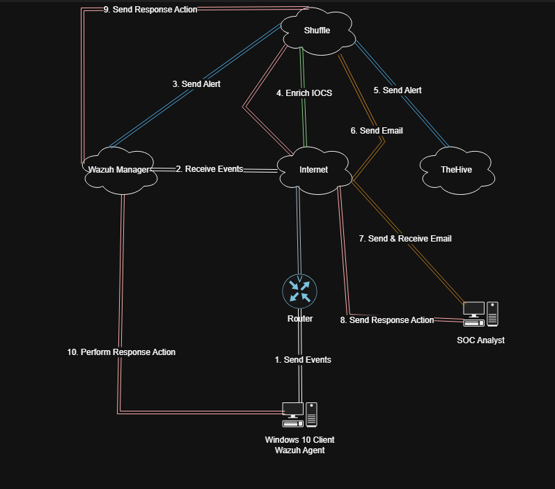 9. Send Response Action
Shuffle
3. Send Alert
5. Send Alert
4. Enrich IOCS
6. Send Email
Wazuh Manager
2. Receive Events
Internet
TheHive
7. Send & Receive Email
Router
8. Send Response Action
SOC Analyst
10. Perform Response Action
1. Send Events
Windows 10 Client
Wazuh Agent